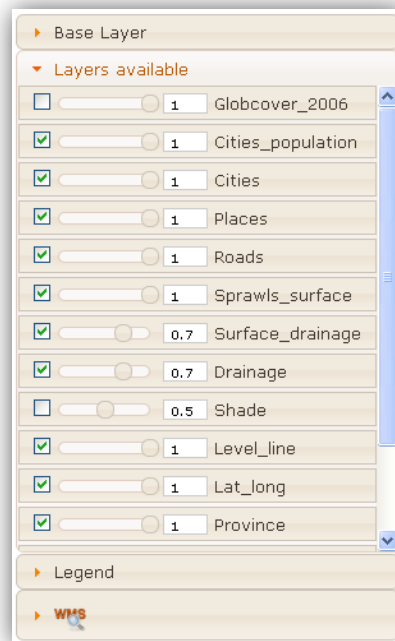 Base Layer
Layers available
1 Globcover_2006
1 Cities_population
1 Cities
1 Places
1 Roads
1 Sprawls_surface
0.7 Surface_drainage
0.7 Drainage
0.5 Shade
1 Level_line
1 Lat_long
1 Province
Legend
WMS